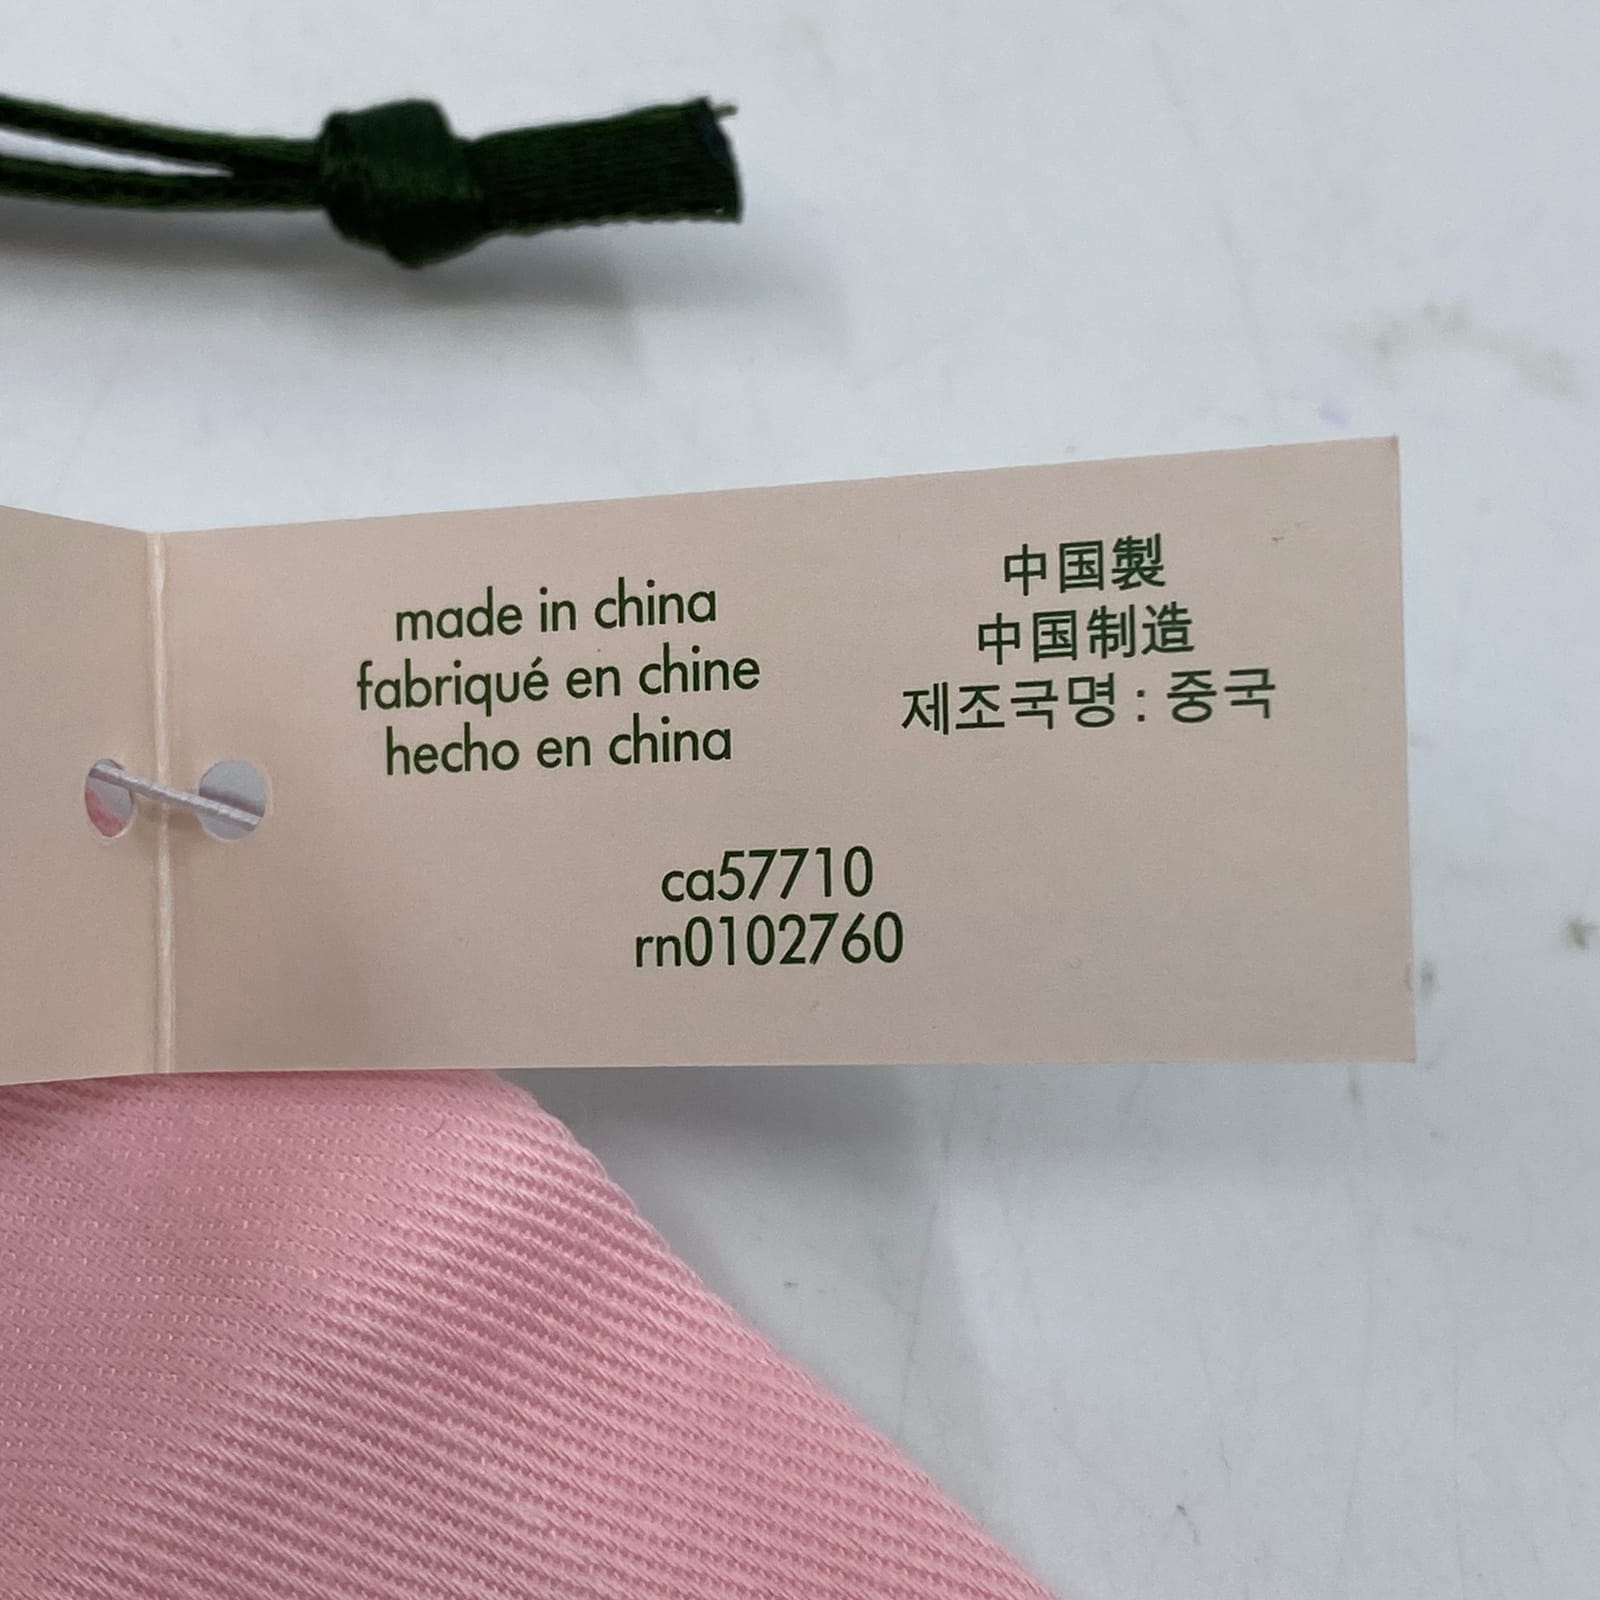 made in china
fabriqué en chine
hecho en china
中国製
中国制造
제조국명 : 중국
ca57710
rn0102760